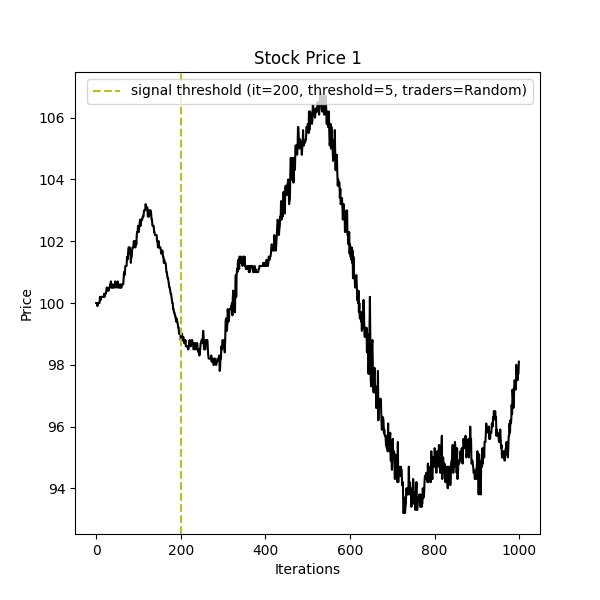 Stock Price 1
signal threshold (it=200, threshold=5, traders=Random)
106
104
102
100
98
96
94
Price
0 200 400 600 800 1000
Iterations